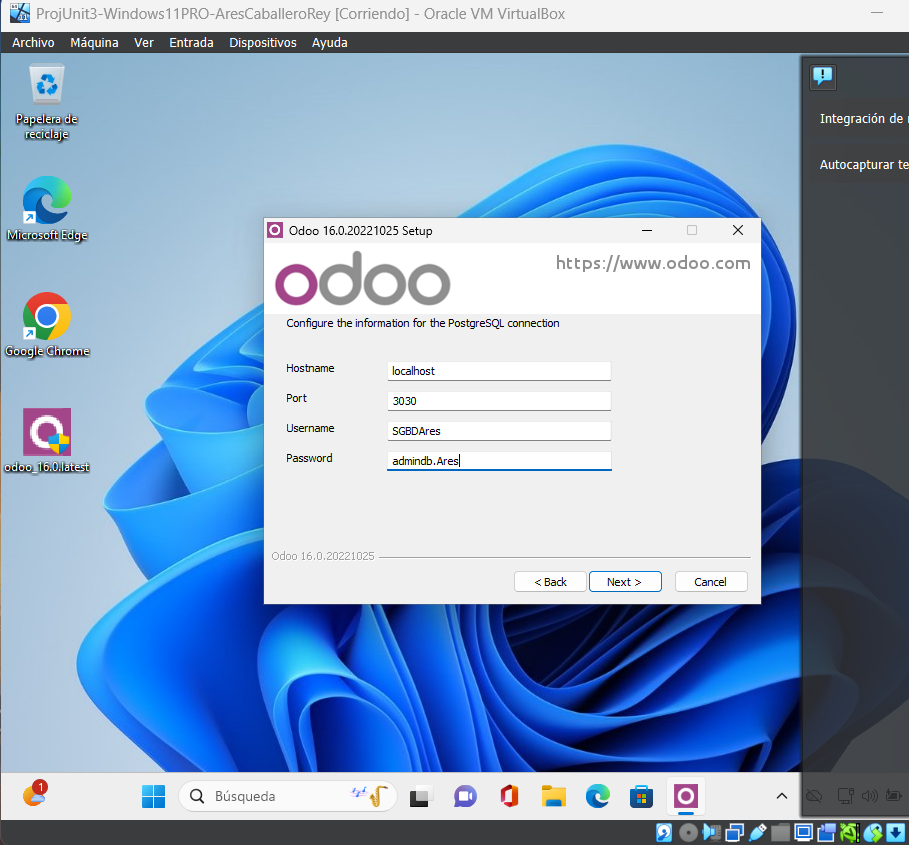 ProjUnit3-Windows11PRO-AresCaballeroRey [Corriendo] - Oracle VM VirtualBox
Archivo Máquina Ver Entrada Dispositivos Ayuda
Papelera de
reciclaje
Microsoft Edge
Google Chrome
odoo_16.0.latest
Integración de
Autocapturar te
Odoo 16.0.20221025 Setup
odoo
https://www.odoo.com
Configure the information for the PostgreSQL connection
Hostname localhost
Port 3030
Username SGBDAres
Password admindb.Ares
Odoo 16.0.20221025
< Back Next > Cancel
1
Búsqueda